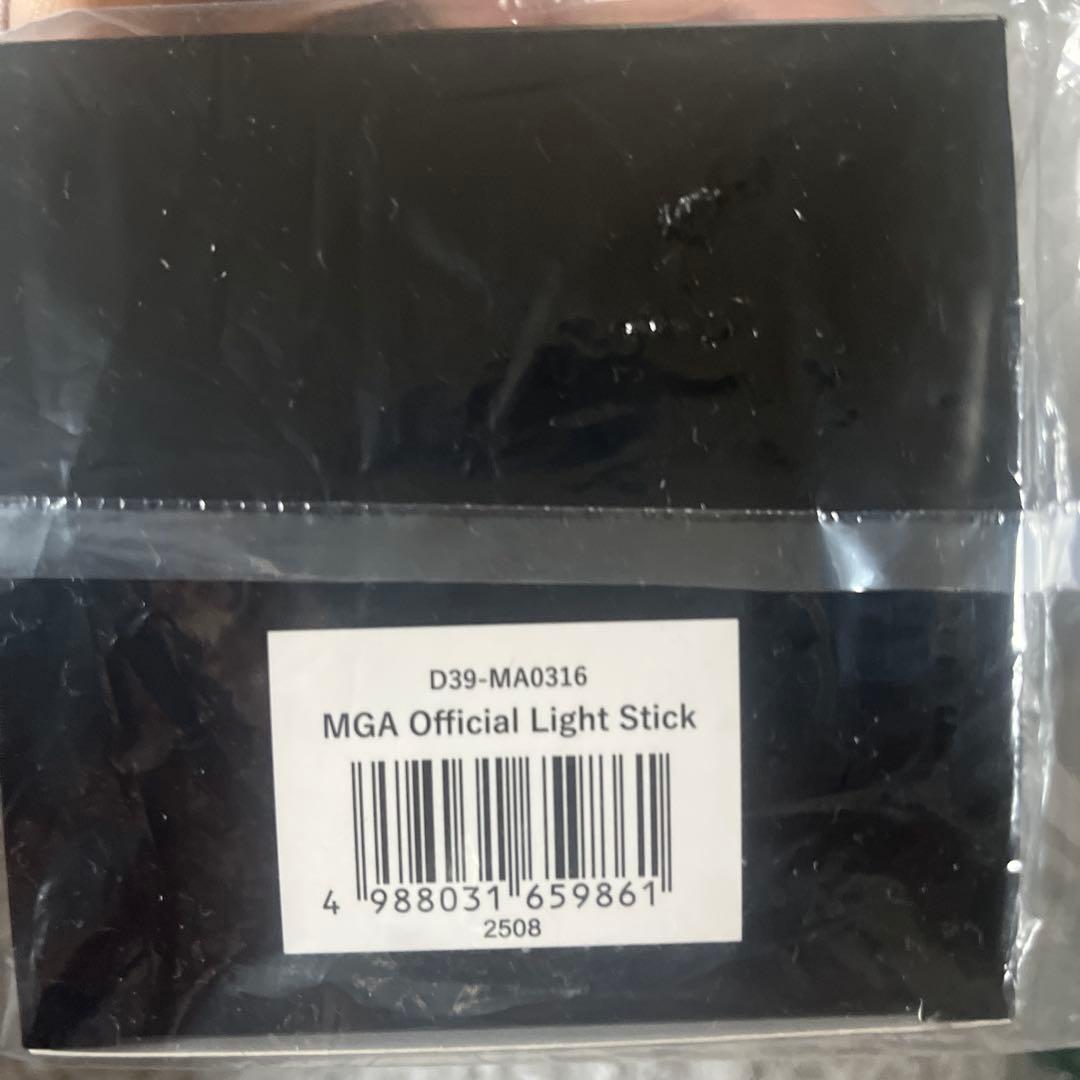 D39-MA0316
MGA Official Light Stick
4 988031 659861
2508